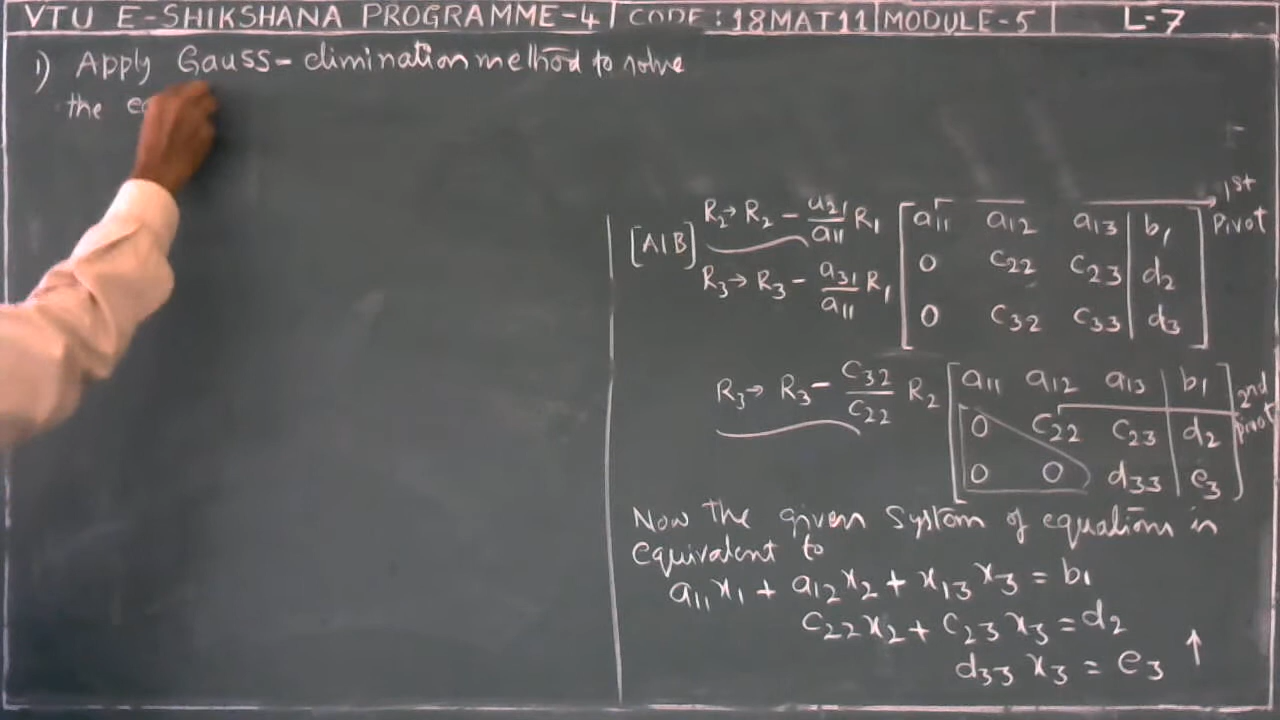 VTU E-SHIKSHANA PROGRAMME-4 | CODE: 18MAT11 | MODULE-5 | L-7
1) Apply Gauss-elimination method to solve
the eq
[A|B] R2→ R2 - a21/a11 R1
R3→ R3 - a31/a11 R1
[a11 a12 a13 | b1] 1st Pivot
[0 C22 C23 | d2]
[0 C32 C33 | d3]
R3→ R3 - C32/C22 R2
[a11 a12 a13 | b1]
[0 C22 C23 | d2] 2nd pivot
[0 0 d33 | e3]
Now the given system of equations is
equivalent to
a11x1 + a12x2 + x13x3 = b1
C22x2 + C23x3 = d2
d33x3 = e3 ↑